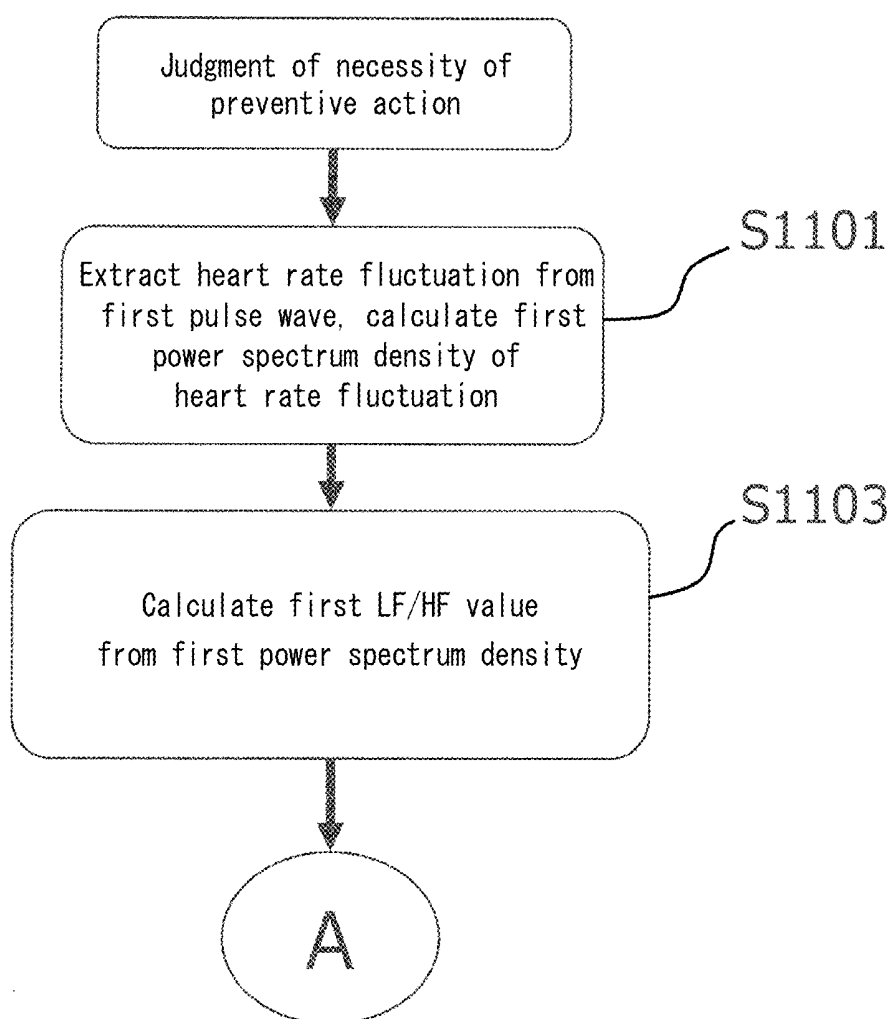 Judgment of necessity of
preventive action
S1101
Extract heart rate fluctuation from
first pulse wave, calculate first
power spectrum density of
heart rate fluctuation
S1103
Calculate first LF/HF value
from first power spectrum density
A